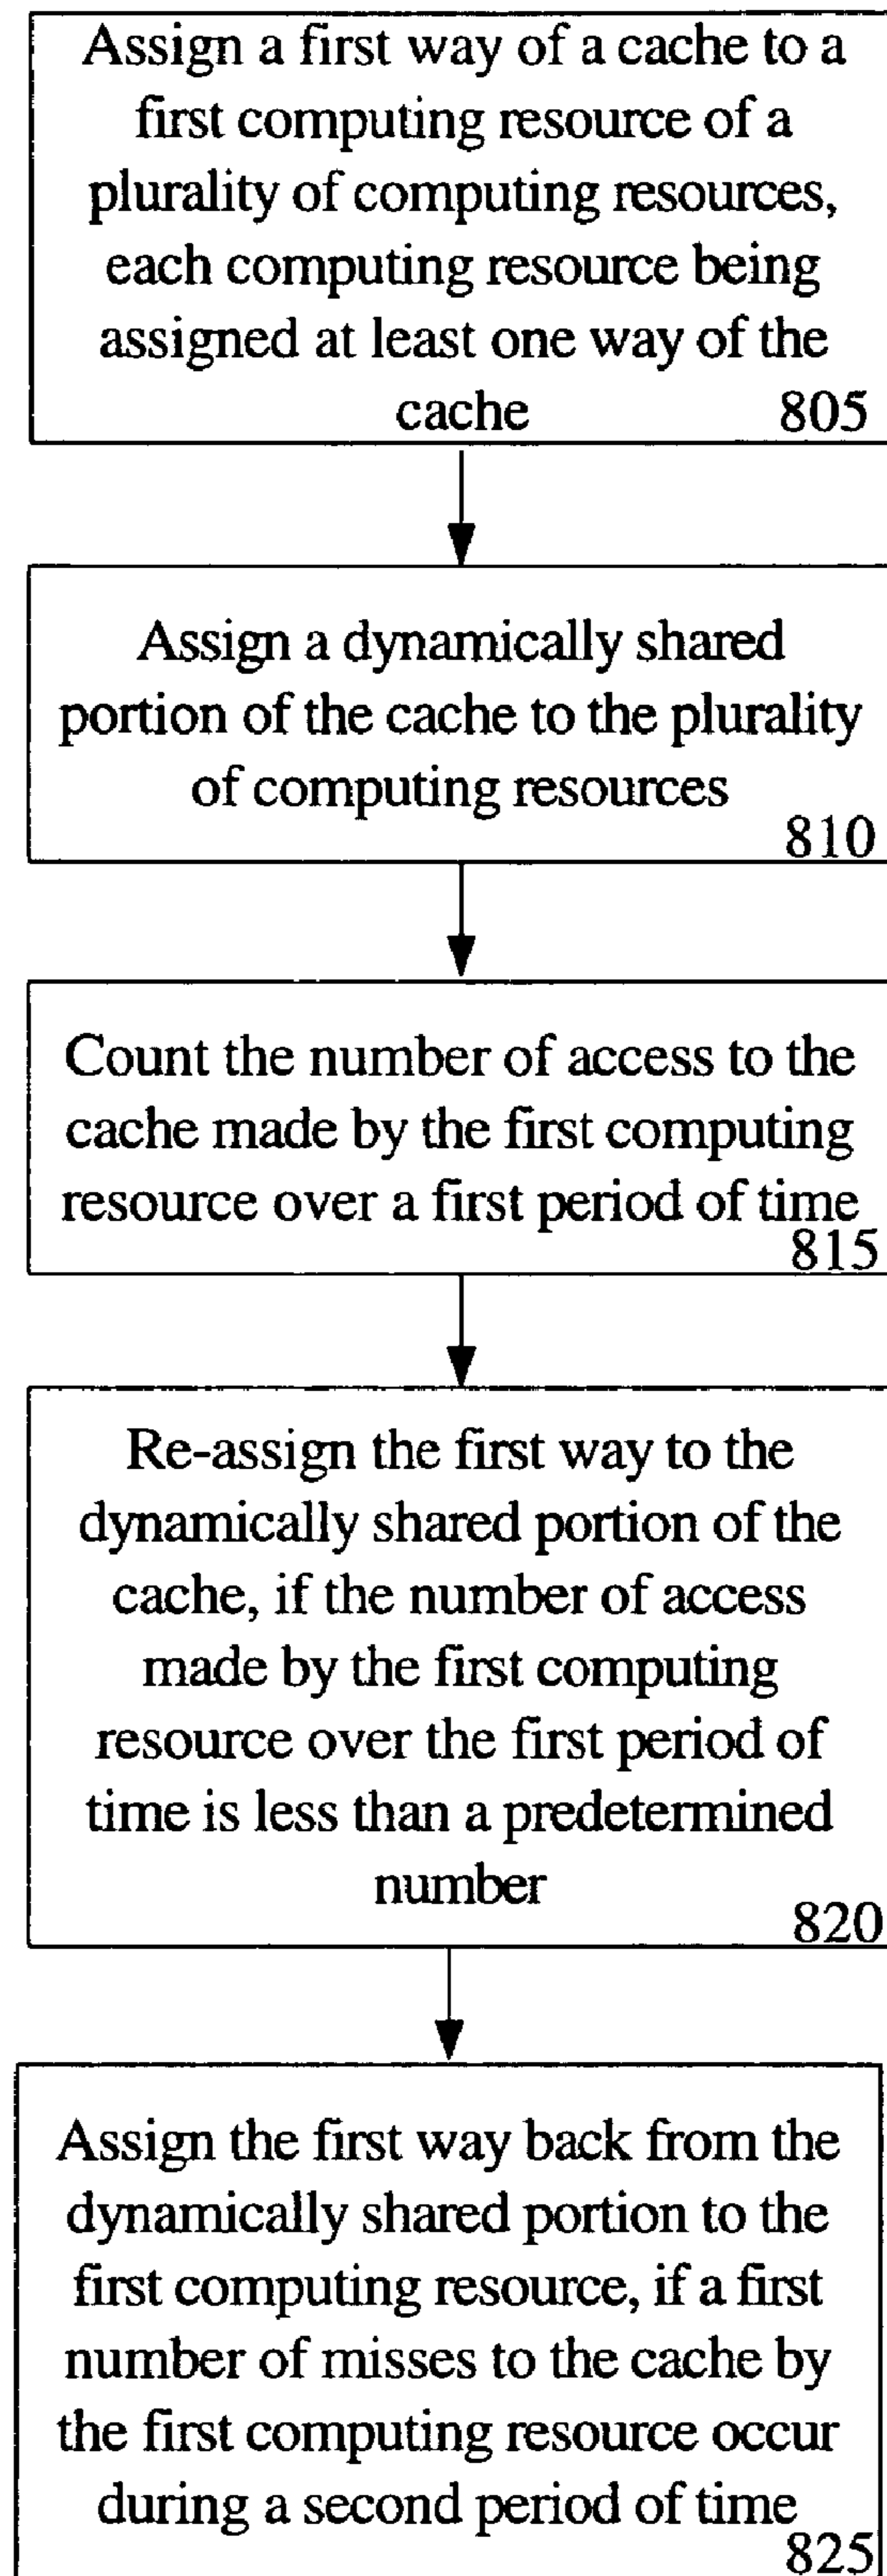 Assign a first way of a cache to a
first computing resource of a
plurality of computing resources,
each computing resource being
assigned at least one way of the
cache 805
Assign a dynamically shared
portion of the cache to the plurality
of computing resources
810
Count the number of access to the
cache made by the first computing
resource over a first period of time
815
Re-assign the first way to the
dynamically shared portion of the
cache, if the number of access
made by the first computing
resource over the first period of
time is less than a predetermined
number
820
Assign the first way back from the
dynamically shared portion to the
first computing resource, if a first
number of misses to the cache by
the first computing resource occur
during a second period of time
825